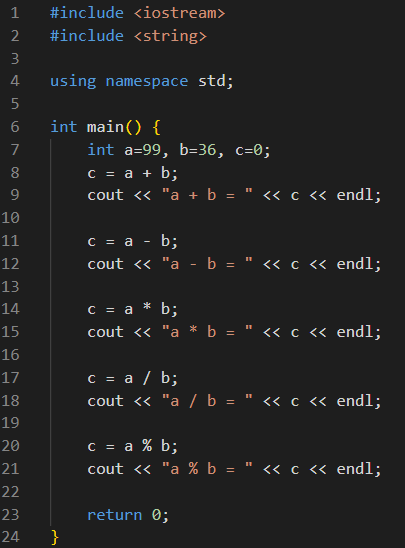 1 #include <iostream>
2 #include <string>
3
4 using namespace std;
5
6 int main() {
7     int a=99, b=36, c=0;
8     c = a + b;
9     cout << "a + b = " << c << endl;
10
11     c = a - b;
12     cout << "a - b = " << c << endl;
13
14     c = a * b;
15     cout << "a * b = " << c << endl;
16
17     c = a / b;
18     cout << "a / b = " << c << endl;
19
20     c = a % b;
21     cout << "a % b = " << c << endl;
22
23     return 0;
24 }